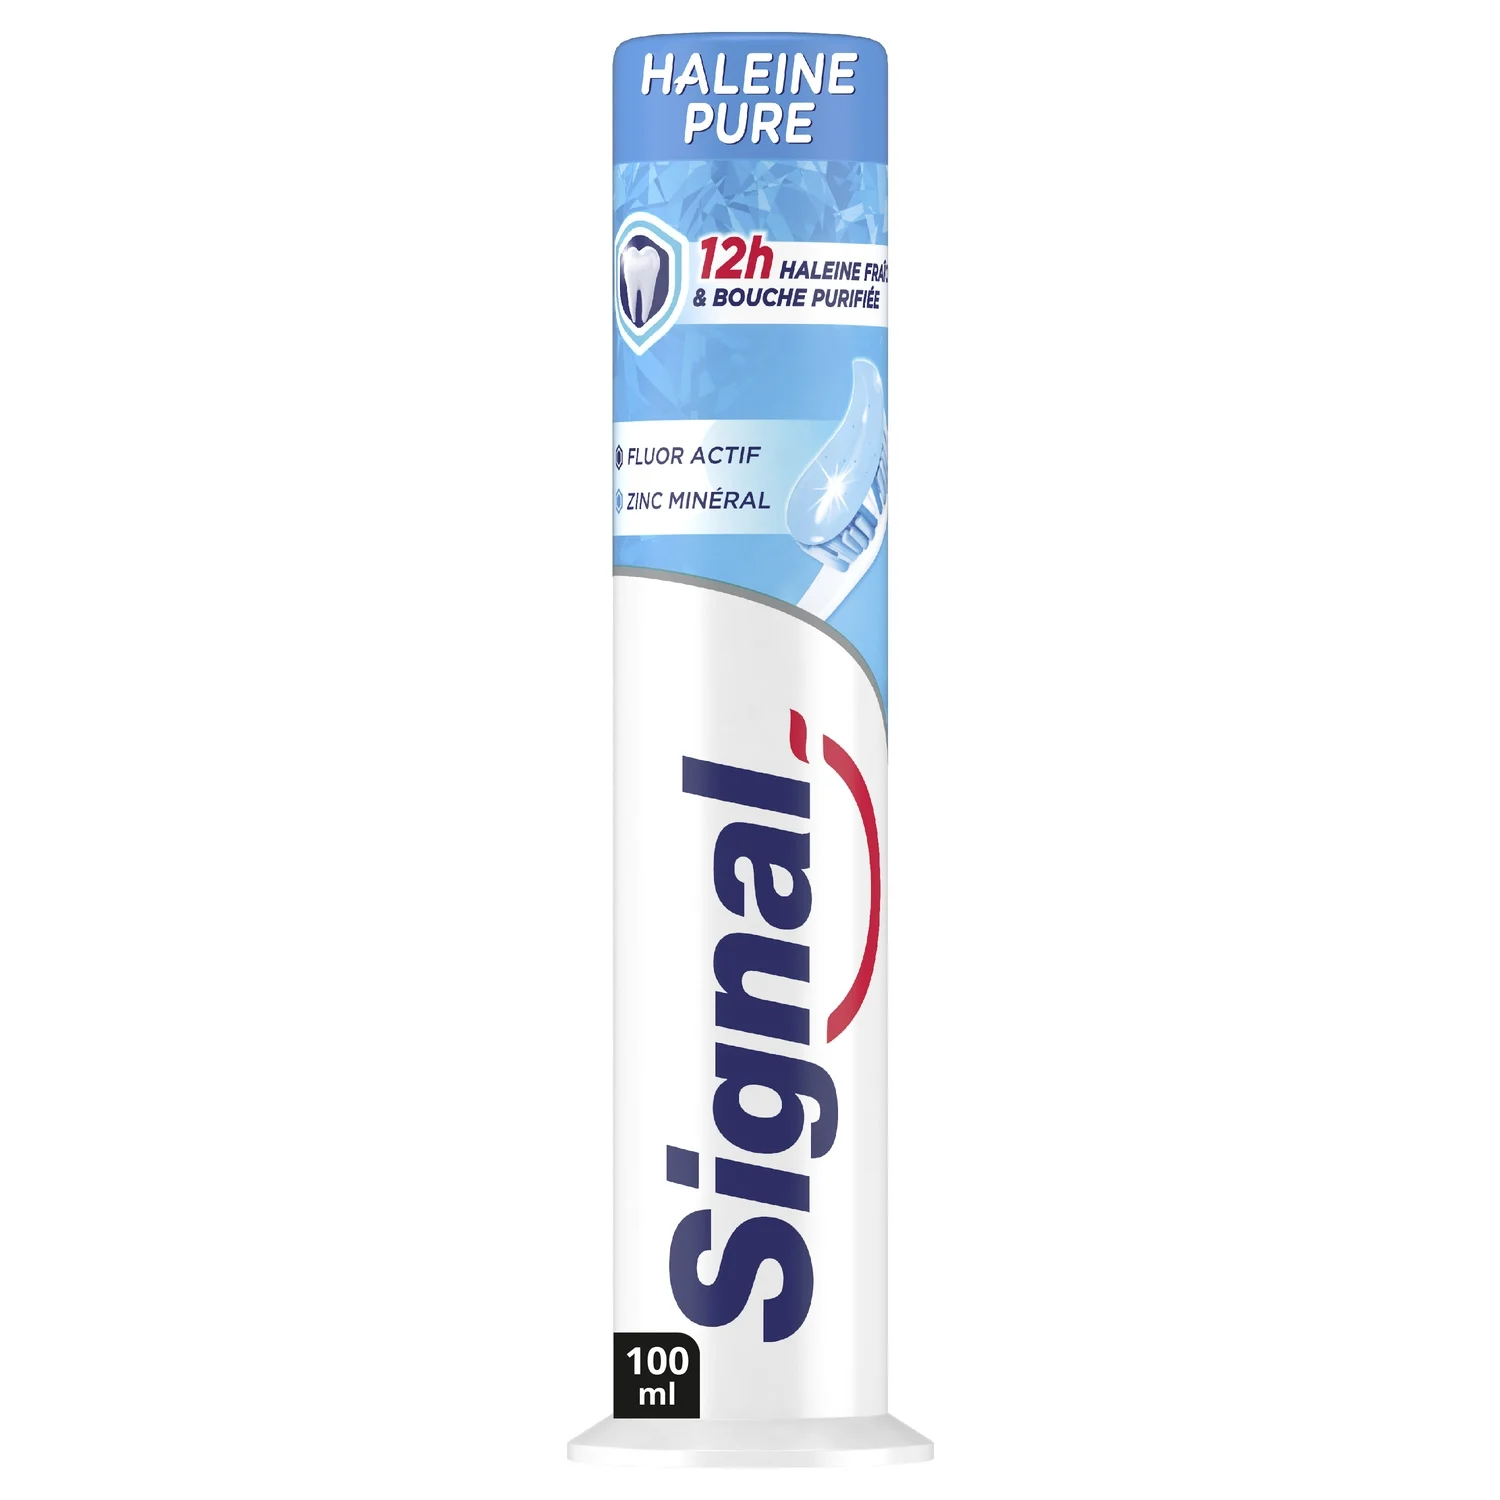 HALEINE
PURE
12h HALEINE
& BOUCHE PURIFIÉE
FLUOR ACTIF
ZINC MINÉRAL
Signal
100
ml